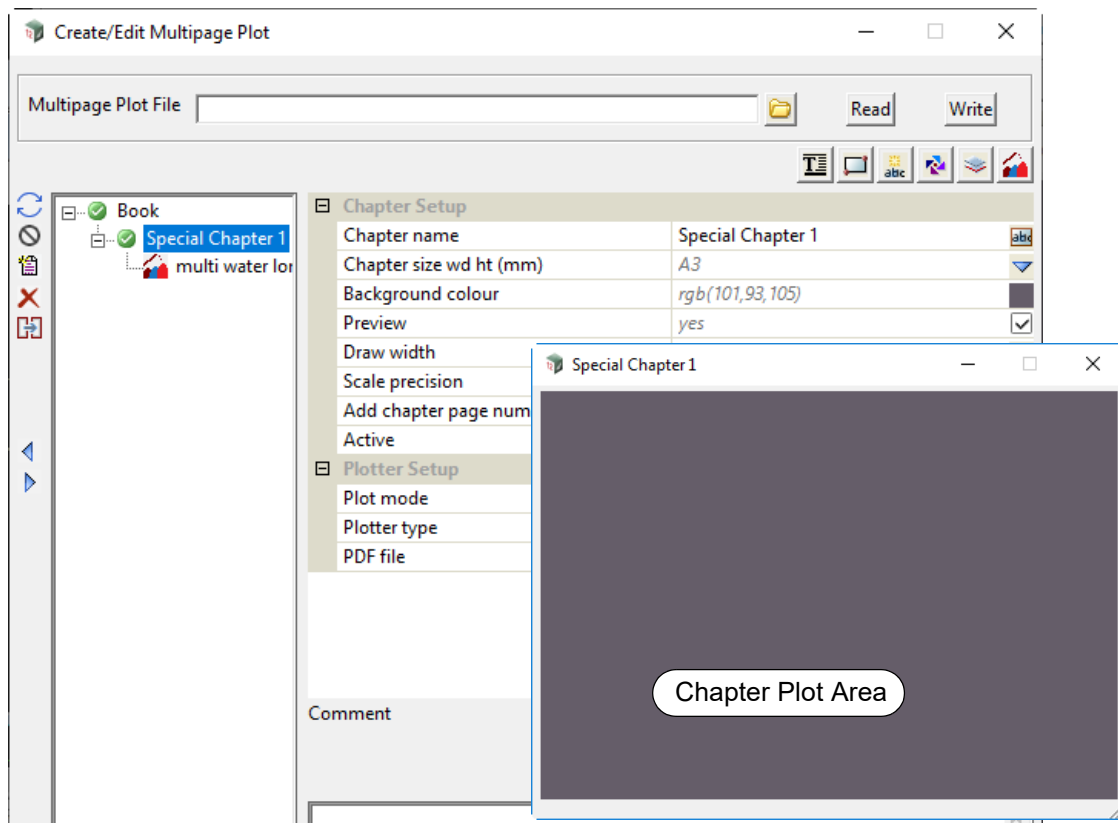 Create/Edit Multipage Plot
Multipage Plot File
Read
Write
T
abc
Book
Special Chapter 1
multi water lor
Chapter Setup
Chapter name Special Chapter 1 abc
Chapter size wd ht (mm) A3
Background colour rgb(101,93,105)
Preview yes
Draw width
Scale precision
Add chapter page num
Active
Plotter Setup
Plot mode
Plotter type
PDF file
Comment
Special Chapter 1
Chapter Plot Area